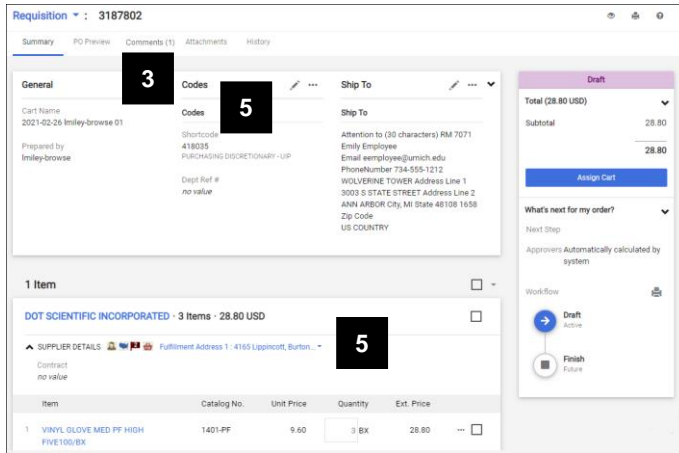 Requisition : 3187802
Summary PO Preview Comments (1) Attachments History
3
5
General
Cart Name
2021-02-26 lmiley-browse 01
Prepared by
lmiley-browse
Codes
Codes
Shortcode
418035
PURCHASING DISCRETIONARY - UIP
Dept Ref #
no value
Ship To
Ship To
Attention to (30 characters) RM 7071
Emily Employee
Email eemployee@umich.edu
PhoneNumber 734-555-1212
WOLVERINE TOWER Address Line 1
3003 S STATE STREET Address Line 2
ANN ARBOR City, MI State 48108 1658
Zip Code
US COUNTRY
Draft
Total (28.80 USD)
Subtotal 28.80
28.80
Assign Cart
What's next for my order?
Next Step
Approvers Automatically calculated by
system
Workflow
Draft
Active
Finish
Future
1 Item
DOT SCIENTIFIC INCORPORATED · 3 Items · 28.80 USD
SUPPLIER DETAILS Fulfillment Address 1 : 4165 Lippincott, Burton...
5
Contract
no value
Item Catalog No. Unit Price Quantity Ext. Price
1 VINYL GLOVE MED PF HIGH 1401-PF 9.60 3 BX 28.80 ...
FIVE100/BX